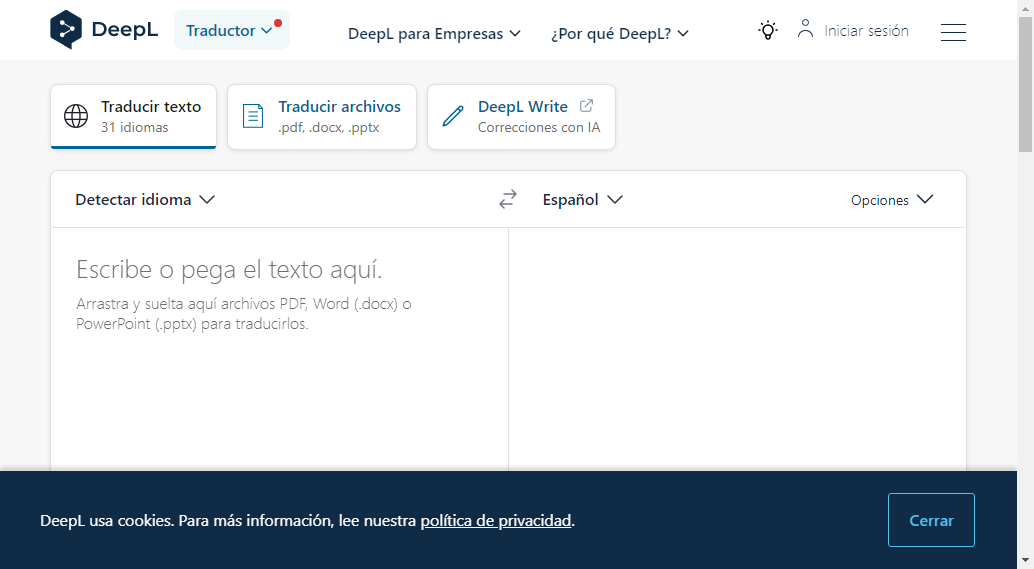 DeepL
Traductor
DeepL para Empresas
¿Por qué DeepL?
Iniciar sesión
Traducir texto
31 idiomas
Traducir archivos
.pdf, .docx, .pptx
DeepL Write
Correcciones con IA
Detectar idioma
Español
Opciones
Escribe o pega el texto aquí.
Arrastra y suelta aquí archivos PDF, Word (.docx) o
PowerPoint (.pptx) para traducirlos.
DeepL usa cookies. Para más información, lee nuestra política de privacidad.
Cerrar